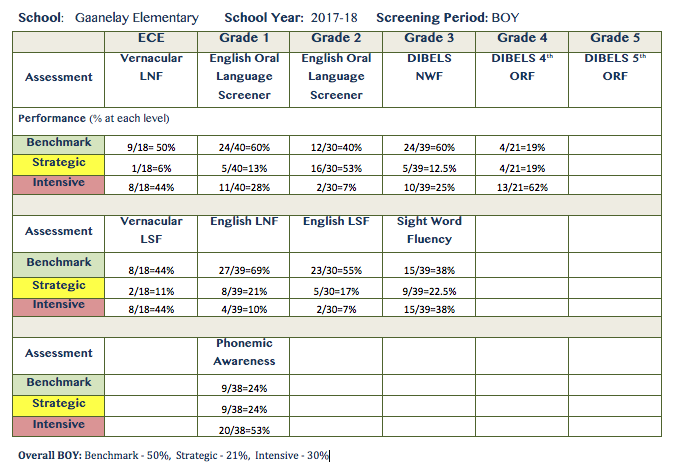 School: Gaanelay Elementary School Year: 2017-18 Screening Period: BOY
ECE Grade 1 Grade 2 Grade 3 Grade 4 Grade 5
Assessment Vernacular LNF English Oral Language Screener English Oral Language Screener DIBELS NWF DIBELS 4th ORF DIBELS 5th ORF
Performance (% at each level)
Benchmark 9/18= 50% 24/40=60% 12/30=40% 24/39=60% 4/21=19%
Strategic 1/18=6% 5/40=13% 16/30=53% 5/39=12.5% 4/21=19%
Intensive 8/18=44% 11/40=28% 2/30=7% 10/39=25% 13/21=62%
Assessment Vernacular LSF English LNF English LSF Sight Word Fluency
Benchmark 8/18=44% 27/39=69% 23/30=55% 15/39=38%
Strategic 2/18=11% 8/39=21% 5/30=17% 9/39=22.5%
Intensive 8/18=44% 4/39=10% 2/30=7% 15/39=38%
Assessment Phonemic Awareness
Benchmark 9/38=24%
Strategic 9/38=24%
Intensive 20/38=53%
Overall BOY: Benchmark - 50%, Strategic - 21%, Intensive - 30%